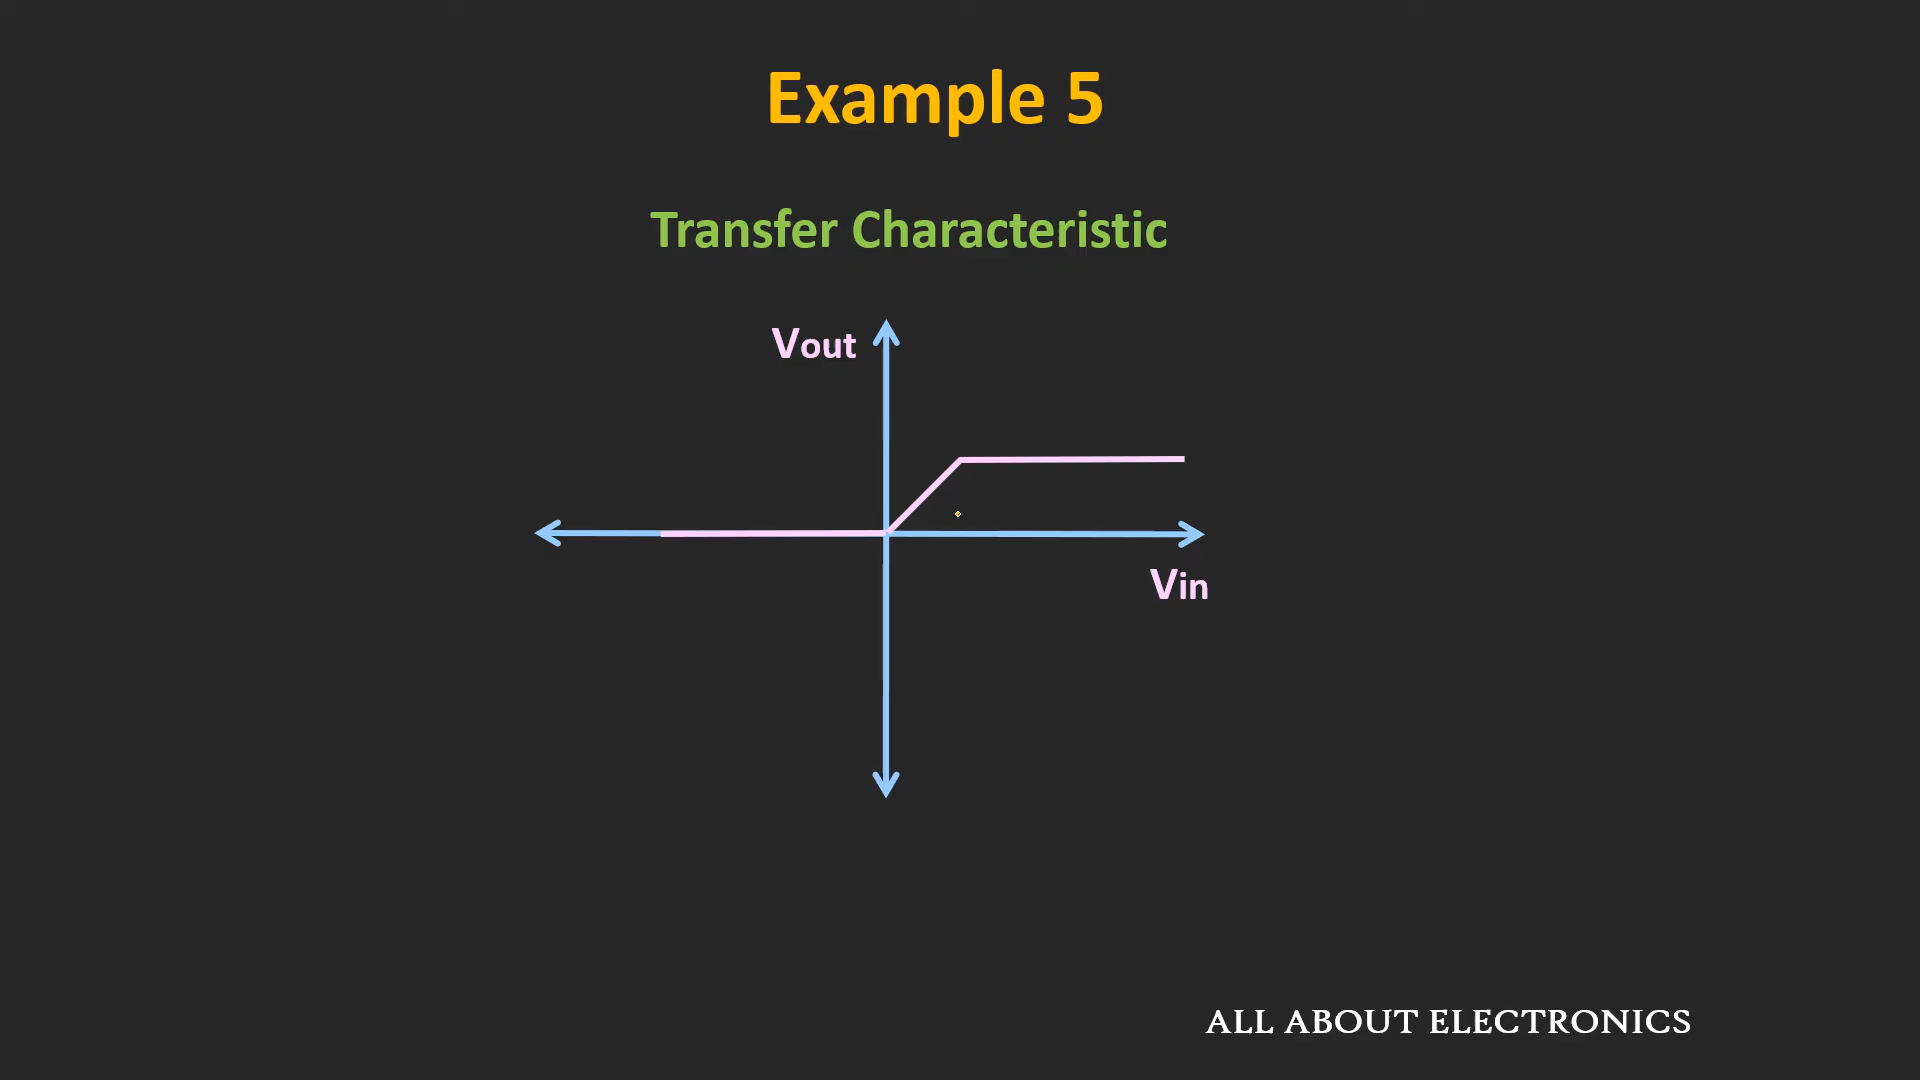 Example 5
Transfer Characteristic
Vout
Vin
ALL ABOUT ELECTRONICS